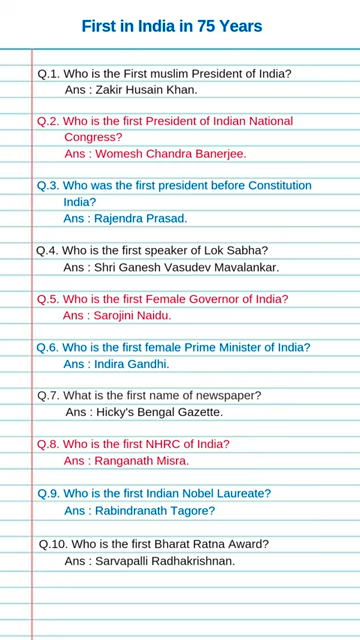 First in India in 75 Years
Q.1. Who is the First muslim President of India?
Ans : Zakir Husain Khan.
Q.2. Who is the first President of Indian National
Congress?
Ans : Womesh Chandra Banerjee.
Q.3. Who was the first president before Constitution
India?
Ans : Rajendra Prasad.
Q.4. Who is the first speaker of Lok Sabha?
Ans : Shri Ganesh Vasudev Mavalankar.
Q.5. Who is the first Female Governor of India?
Ans : Sarojini Naidu.
Q.6. Who is the first female Prime Minister of India?
Ans : Indira Gandhi.
Q.7. What is the first name of newspaper?
Ans : Hicky's Bengal Gazette.
Q.8. Who is the first NHRC of India?
Ans : Ranganath Misra.
Q.9. Who is the first Indian Nobel Laureate?
Ans : Rabindranath Tagore?
Q.10. Who is the first Bharat Ratna Award?
Ans : Sarvapalli Radhakrishnan.